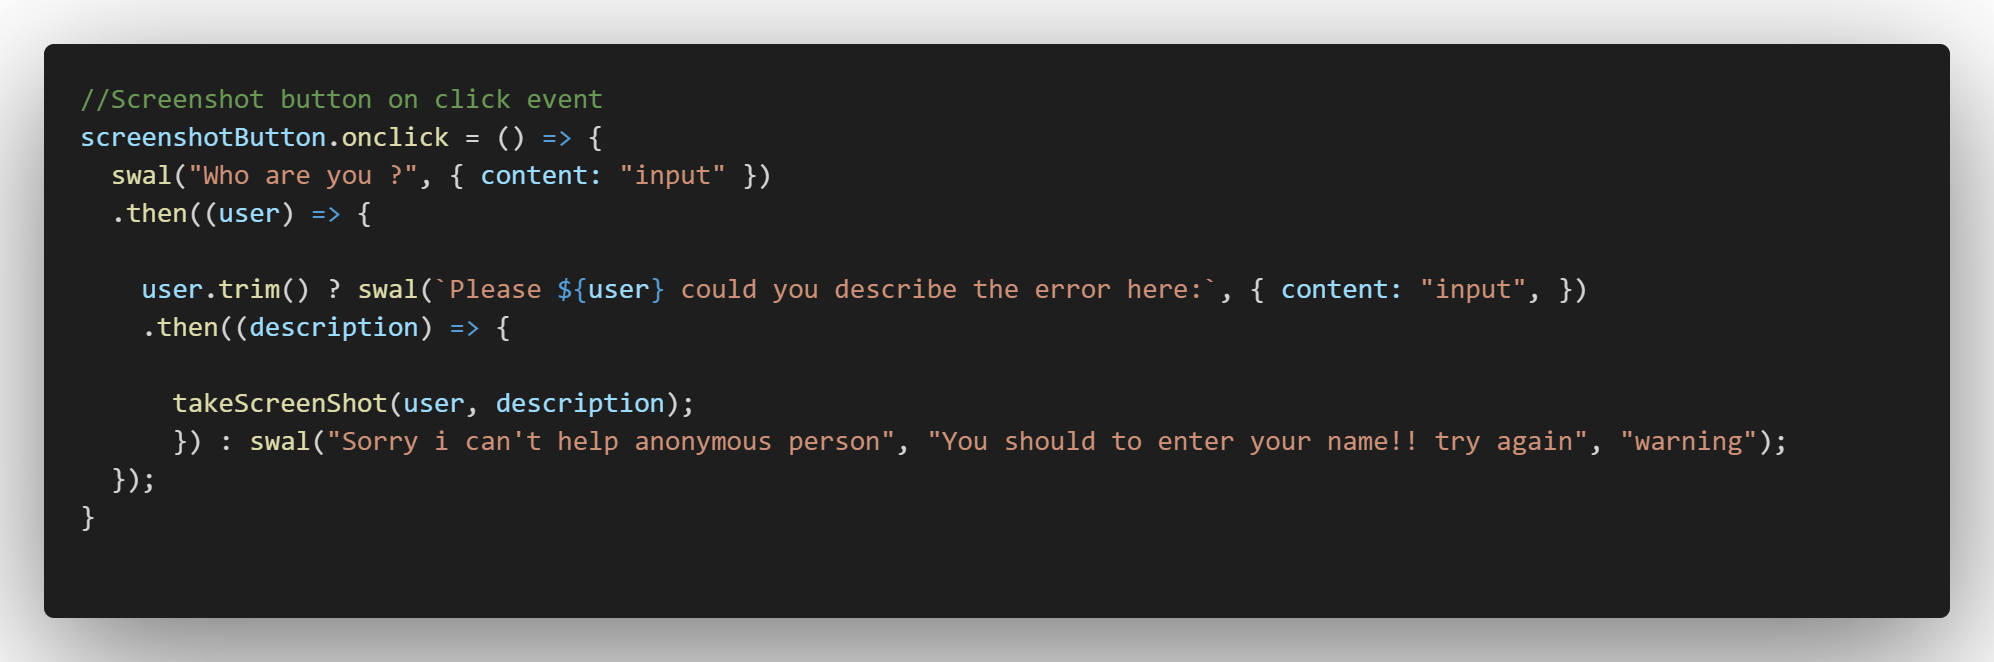 //Screenshot button on click event
screenshotButton.onclick = () => {
  swal("Who are you ?", { content: "input" })
  .then((user) => {

    user.trim() ? swal(`Please ${user} could you describe the error here:`, { content: "input", })
    .then((description) => {

      takeScreenShot(user, description);
      }) : swal("Sorry i can't help anonymous person", "You should to enter your name!! try again", "warning");
  });
}